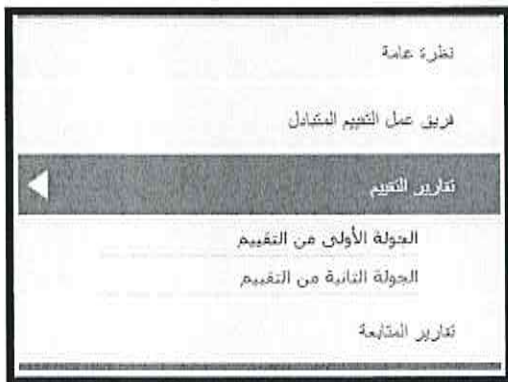 نظرة عامة
فريق عمل التقييم المتبادل
تقارير التقييم
الجولة الأولى من التقييم
الجولة الثانية من التقييم
تقارير المتابعة